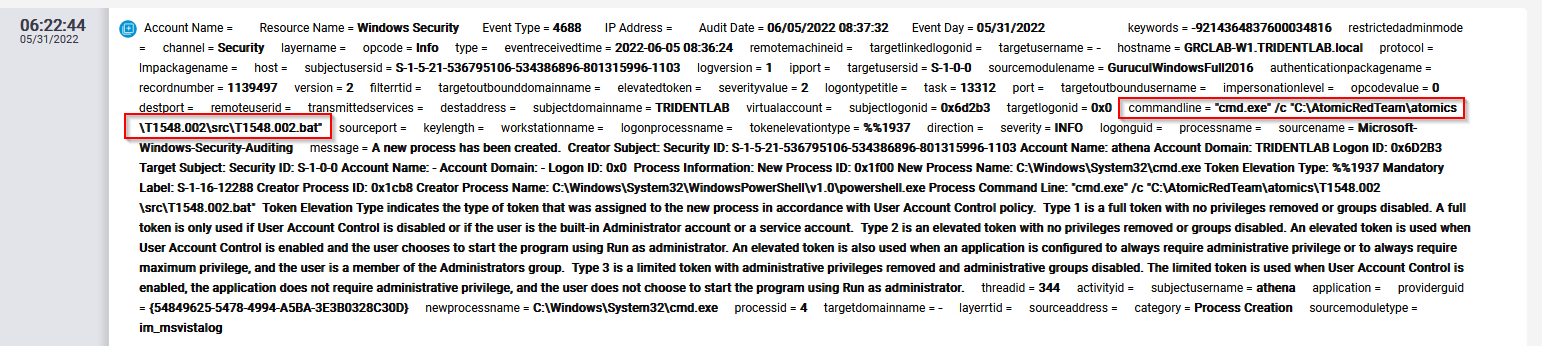 06:22:44
05/31/2022
Account Name = Resource Name = Windows Security Event Type = 4688 IP Address = Audit Date = 06/05/2022 08:37:32 Event Day = 05/31/2022 keywords = -9214364837600034816 restrictedadminmode
= channel = Security layername = opcode = Info type = eventreceivedtime = 2022-06-05 08:36:24 remotemachineid = targetlinkedlogonid = targetusername = - hostname = GRCLAB-W1.TRIDENTLAB.local protocol =
lmpackagename = host = subjectusersid = S-1-5-21-536795106-534386896-801315996-1103 logversion = 1 ipport = targetusersid = S-1-0-0 sourcemodulename = GuruculWindowsFull2016 authenticationpackagename =
recordnumber = 1139497 version = 2 filterrtid = targetoutbounddomainname = elevatedtoken = severityvalue = 2 logontypetitle = task = 13312 port = targetoutboundusername = impersonationlevel = opcodevalue = 0
destport = remoteuserid = transmittedservices = destaddress = subjectdomainname = TRIDENTLAB virtualaccount = subjectlogonid = 0x6d2b3 targetlogonid = 0x0 commandline = "cmd.exe" /c "C:\AtomicRedTeam\atomics
\T1548.002\src\T1548.002.bat" sourceport = keylength = workstationname = logonprocessname = tokenelevationtype = %%1937 direction = severity = INFO logonguid = processname = sourcename = Microsoft-
Windows-Security-Auditing message = A new process has been created. Creator Subject: Security ID: S-1-5-21-536795106-534386896-801315996-1103 Account Name: athena Account Domain: TRIDENTLAB Logon ID: 0x6D2B3
Target Subject: Security ID: S-1-0-0 Account Name: - Account Domain: - Logon ID: 0x0 Process Information: New Process ID: 0x1f00 New Process Name: C:\Windows\System32\cmd.exe Token Elevation Type: %%1937 Mandatory
Label: S-1-16-12288 Creator Process ID: 0x1cb8 Creator Process Name: C:\Windows\System32\WindowsPowerShell\v1.0\powershell.exe Process Command Line: "cmd.exe" /c "C:\AtomicRedTeam\atomics\T1548.002
\src\T1548.002.bat" Token Elevation Type indicates the type of token that was assigned to the new process in accordance with User Account Control policy. Type 1 is a full token with no privileges removed or groups disabled. A full
token is only used if User Account Control is disabled or if the user is the built-in Administrator account or a service account. Type 2 is an elevated token with no privileges removed or groups disabled. An elevated token is used when
User Account Control is enabled and the user chooses to start the program using Run as administrator. An elevated token is also used when an application is configured to always require administrative privilege or to always require
maximum privilege, and the user is a member of the Administrators group. Type 3 is a limited token with administrative privileges removed and administrative groups disabled. The limited token is used when User Account Control is
enabled, the application does not require administrative privilege, and the user does not choose to start the program using Run as administrator. threadid = 344 activityid = subjectusername = athena application = providerguid
= {54849625-5478-4994-A5BA-3E3B0328C30D} newprocessname = C:\Windows\System32\cmd.exe processid = 4 targetdomainname = - layerrtid = sourceaddress = category = Process Creation sourcemoduletype =
im_msvistalog